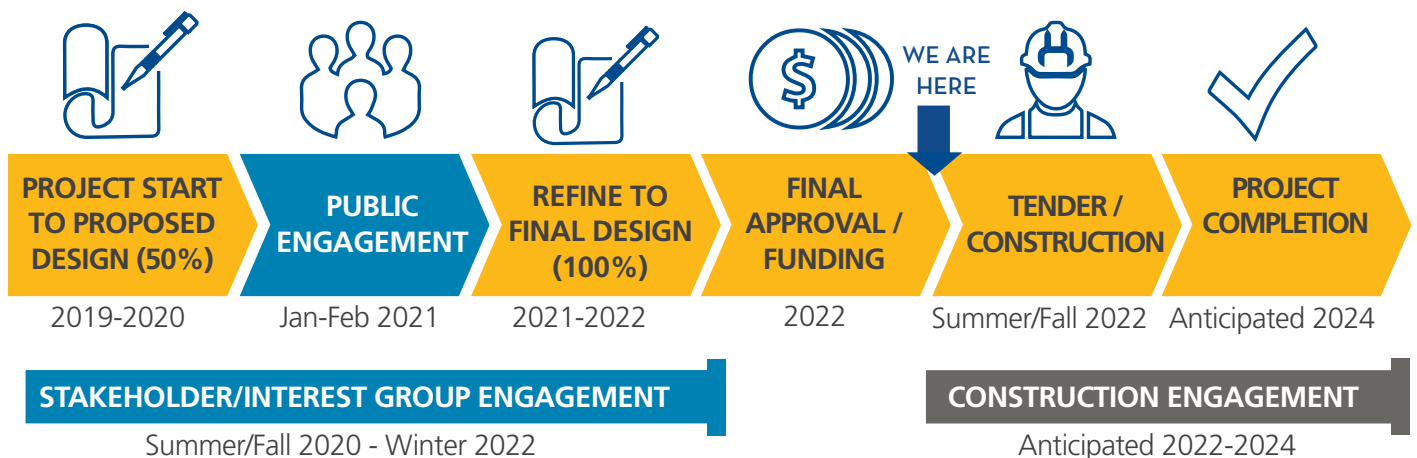 WE ARE
HERE
$
PROJECT START
TO PROPOSED
DESIGN (50%)
PUBLIC
ENGAGEMENT
REFINE TO
FINAL DESIGN
(100%)
FINAL
APPROVAL /
FUNDING
TENDER /
CONSTRUCTION
PROJECT
COMPLETION
2019-2020
Jan-Feb 2021
2021-2022
2022
Summer/Fall 2022
Anticipated 2024
STAKEHOLDER/INTEREST GROUP ENGAGEMENT
Summer/Fall 2020 - Winter 2022
CONSTRUCTION ENGAGEMENT
Anticipated 2022-2024